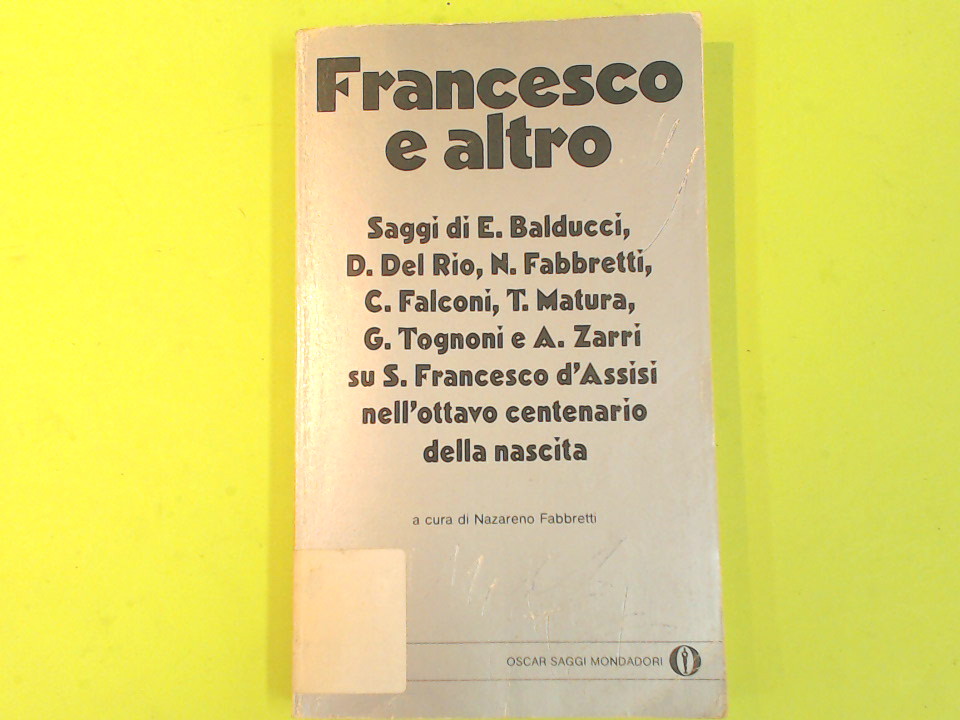 Francesco
e altro
Saggi di E. Balducci,
D. Del Rio, N. Fabbretti,
C. Falconi, T. Matura,
G. Tognoni e A. Zarri
su S. Francesco d'Assisi
nell'ottavo centenario
della nascita
a cura di Nazareno Fabbretti
OSCAR SAGGI MONDADORI